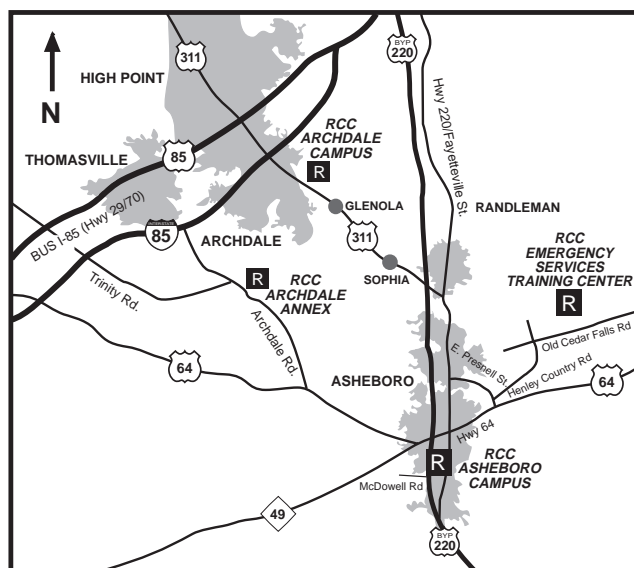 311
BYP
220
HIGH POINT
N
RCC
ARCHDALE
CAMPUS
R
Hwy 220/Fayetteville St.
THOMASVILLE
85
GLENOLA
RANDLEMAN
BUS I-85 (Hwy 29/70)
85
ARCHDALE
311
RCC
EMERGENCY
SERVICES
TRAINING CENTER
R
SOPHIA
Trinity Rd.
R
RCC
ARCHDALE
ANNEX
Archdale Rd.
Old Cedar Falls Rd
E. Presnell St.
Henley Country Rd
64
64
ASHEBORO
Hwy 64
R
RCC
ASHEBORO
CAMPUS
McDowell Rd
49
BYP
220